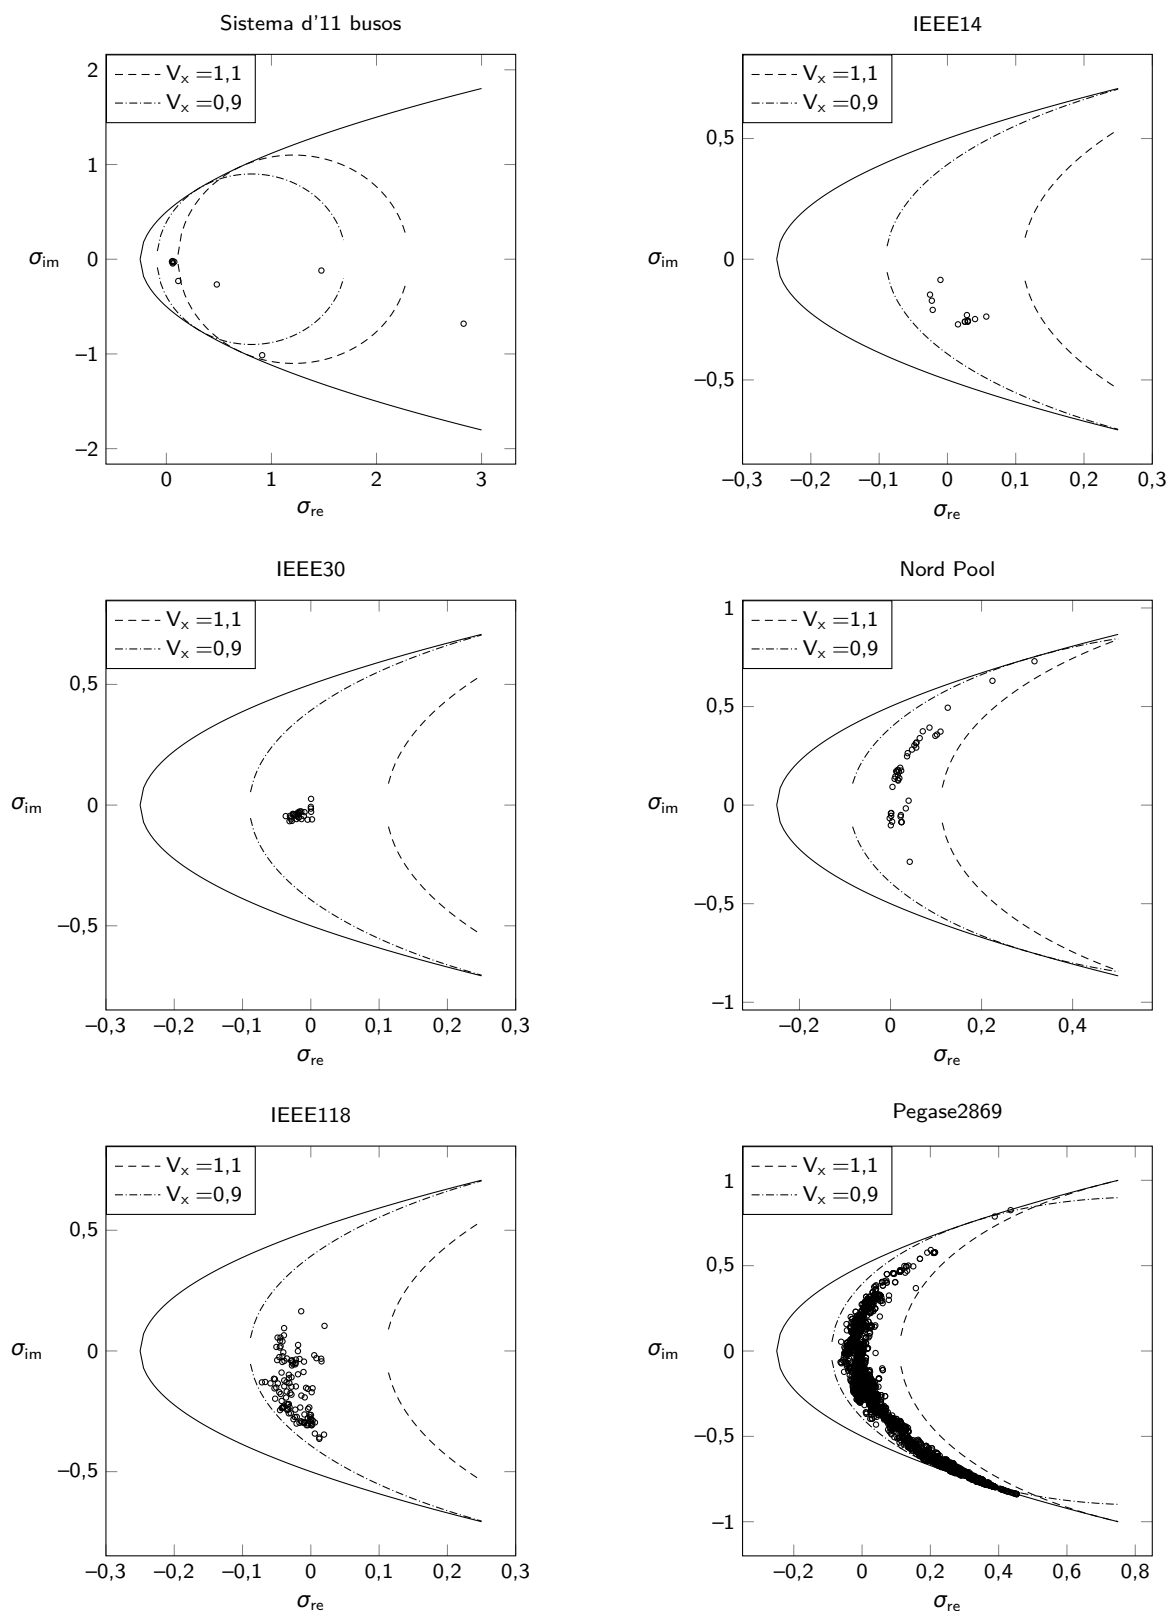 Sistema d'11 busos
V_x =1,1
V_x =0,9
2
1
0
−1
−2
σ_im
0
1
2
3
σ_re
IEEE14
V_x =1,1
V_x =0,9
0,5
0
−0,5
σ_im
−0,3
−0,2
−0,1
0
0,1
0,2
0,3
σ_re
IEEE30
V_x =1,1
V_x =0,9
0,5
0
−0,5
σ_im
−0,3
−0,2
−0,1
0
0,1
0,2
0,3
σ_re
Nord Pool
V_x =1,1
V_x =0,9
1
0,5
0
−0,5
−1
σ_im
−0,2
0
0,2
0,4
σ_re
IEEE118
V_x =1,1
V_x =0,9
0,5
0
−0,5
σ_im
−0,3
−0,2
−0,1
0
0,1
0,2
0,3
σ_re
Pegase2869
V_x =1,1
V_x =0,9
1
0,5
0
−0,5
−1
σ_im
−0,2
0
0,2
0,4
0,6
0,8
σ_re